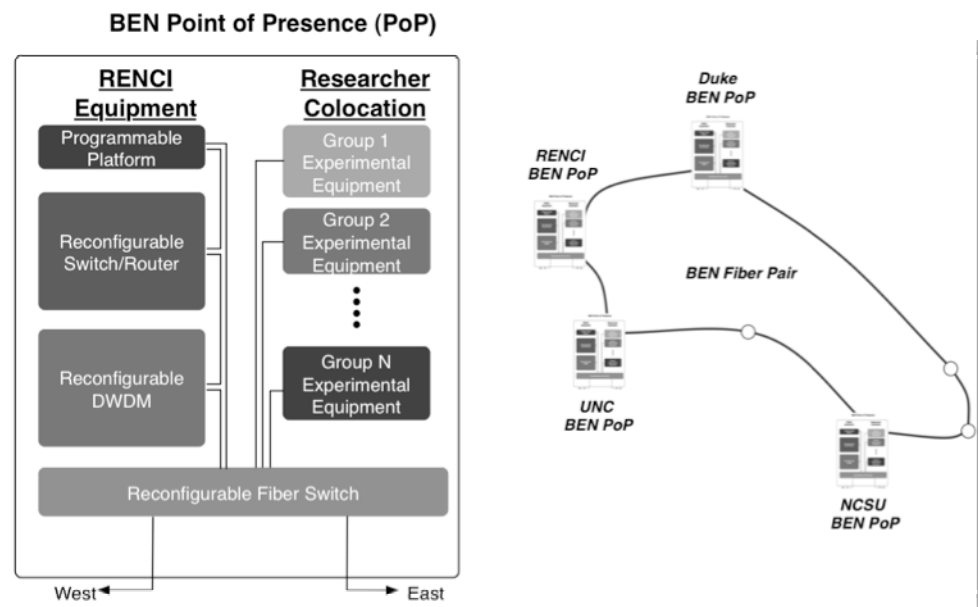 BEN Point of Presence (PoP)
RENCI
Equipment
Researcher
Colocation
Programmable
Platform
Reconfigurable
Switch/Router
Reconfigurable
DWDM
Group 1
Experimental
Equipment
Group 2
Experimental
Equipment
Group N
Experimental
Equipment
Reconfigurable Fiber Switch
West
East
Duke
BEN PoP
RENCI
BEN PoP
BEN Fiber Pair
UNC
BEN PoP
NCSU
BEN PoP